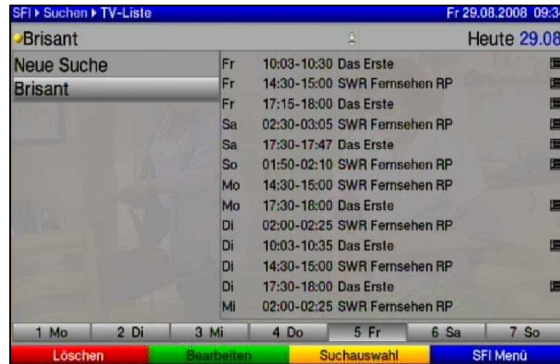 SFI ▸ Suchen ▸ TV-Liste Fr 29.08.2008 09:34
Brisant Heute 29.08
Neue Suche
Brisant
Fr 10:03-10:30 Das Erste
Fr 14:30-15:00 SWR Fernsehen RP
Fr 17:15-18:00 Das Erste
Sa 02:30-03:05 SWR Fernsehen RP
Sa 17:30-17:47 Das Erste
So 01:50-02:10 SWR Fernsehen RP
Mo 14:30-15:00 SWR Fernsehen RP
Mo 17:30-18:00 Das Erste
Di 02:00-02:25 SWR Fernsehen RP
Di 10:03-10:35 Das Erste
Di 14:30-15:00 SWR Fernsehen RP
Di 17:30-18:00 Das Erste
Mi 02:00-02:25 SWR Fernsehen RP
1 Mo 2 Di 3 Mi 4 Do 5 Fr 6 Sa 7 So
Löschen Bearbeiten Suchauswahl SFI Menü